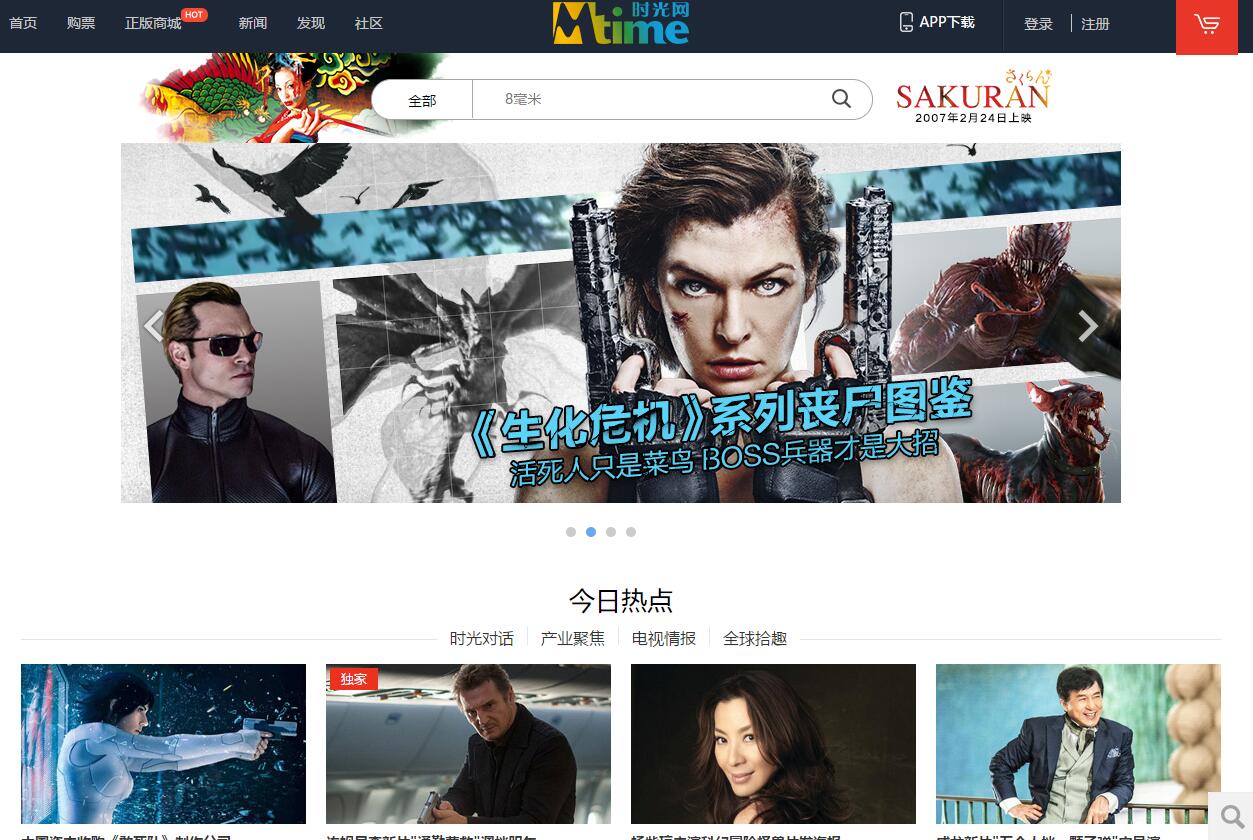 首页 购票 正版商城 HOT 新闻 发现 社区
Mtime 时光网
APP下载 登录 注册
全部 8毫米
さくらん
SAKURAN
2007年2月24日上映
《生化危机》系列丧尸图鉴
活死人只是菜鸟 BOSS兵器才是大招
今日热点
时光对话 产业聚焦 电视情报 全球拾趣
独家